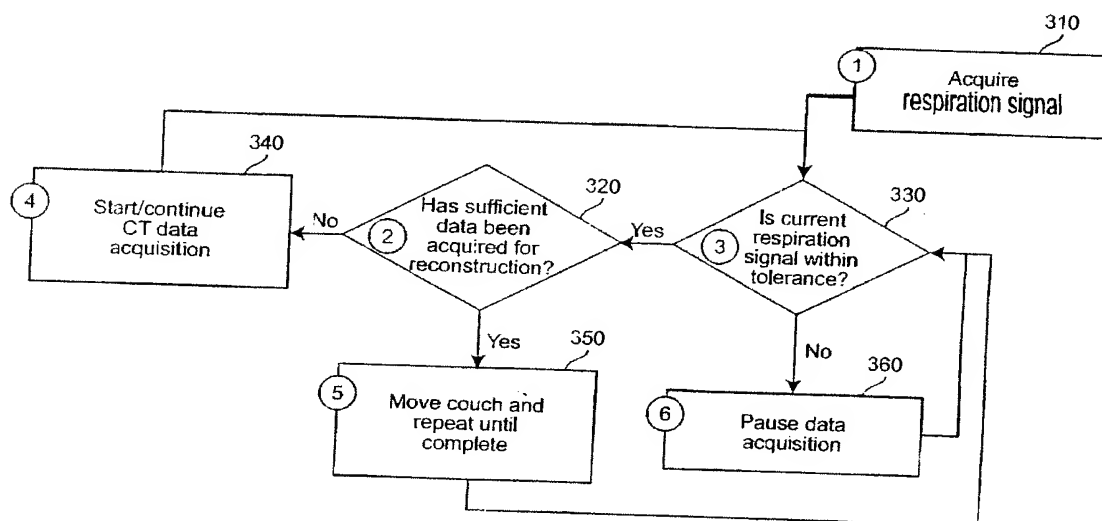 310
1
Acquire
respiration signal
340
4
Start/continue
CT data
acquisition
No
320
2
Has sufficient
data been
acquired for
reconstruction?
Yes
330
3
Is current
respiration
signal within
tolerance?
Yes
350
5
Move couch and
repeat until
complete
No
360
6
Pause data
acquisition